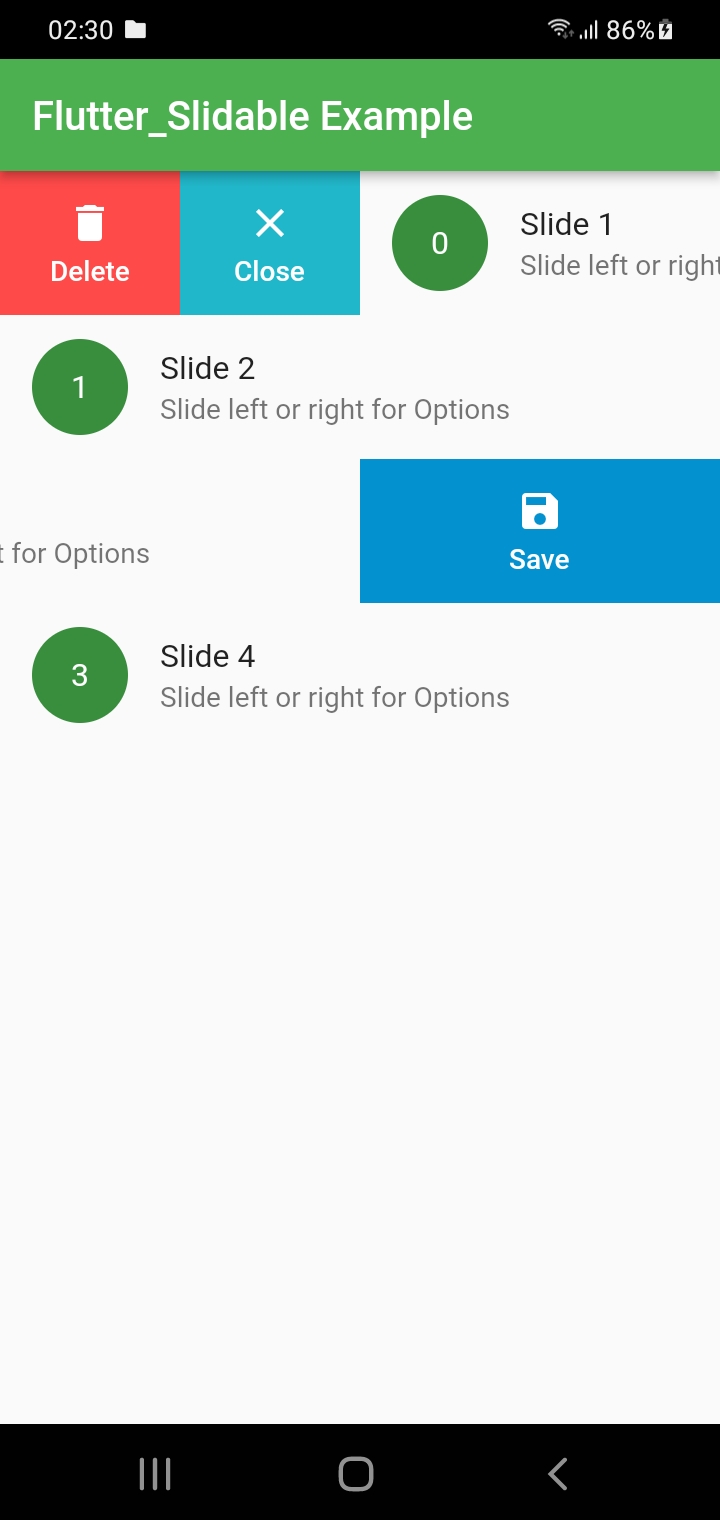 02:30
86%
Flutter_Slidable Example
Delete
Close
0
Slide 1
Slide left or right
1
Slide 2
Slide left or right for Options
t for Options
Save
3
Slide 4
Slide left or right for Options